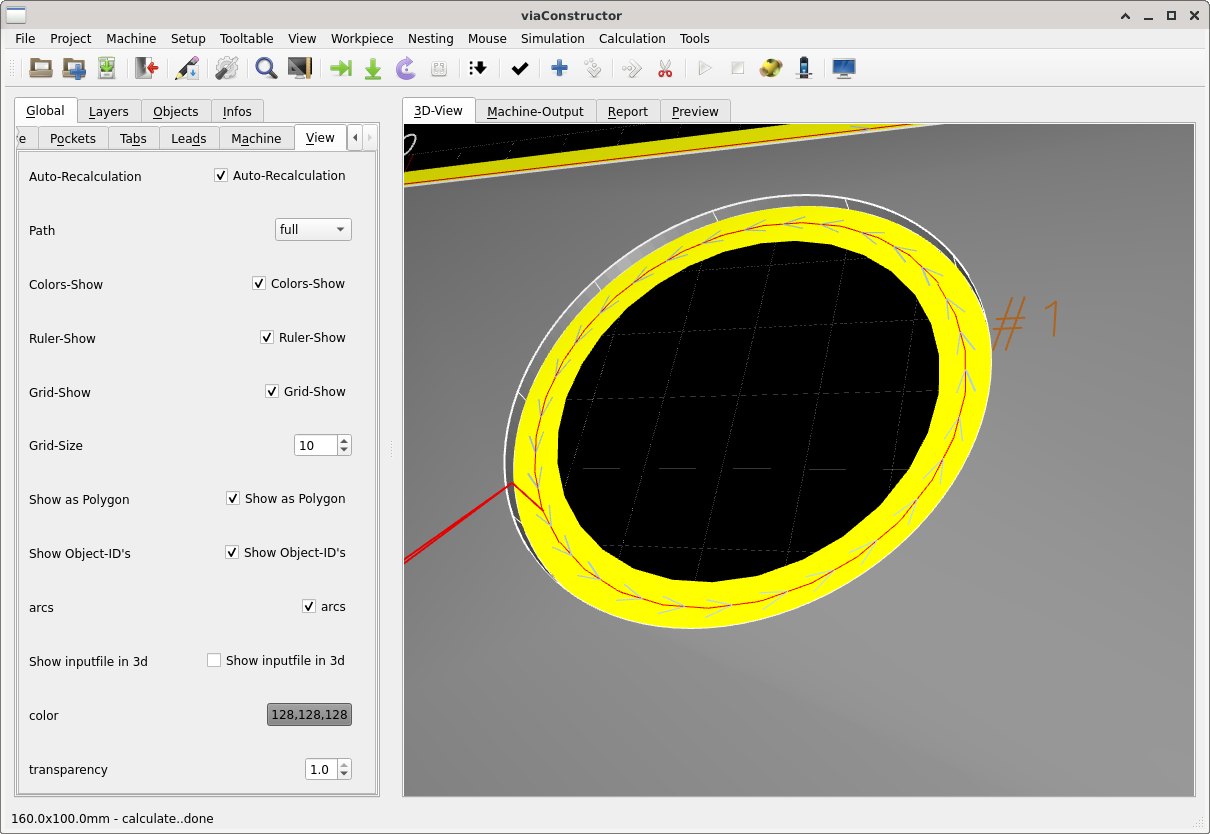 viaConstructor
File Project Machine Setup Tooltable View Workpiece Nesting Mouse Simulation Calculation Tools
Global Layers Objects Infos
3D-View Machine-Output Report Preview
e Pockets Tabs Leads Machine View
Auto-Recalculation Auto-Recalculation
Path full
Colors-Show Colors-Show
Ruler-Show Ruler-Show
Grid-Show Grid-Show
Grid-Size 10
Show as Polygon Show as Polygon
Show Object-ID's Show Object-ID's
arcs arcs
Show inputfile in 3d Show inputfile in 3d
color 128,128,128
transparency 1.0
# 1
160.0x100.0mm - calculate..done